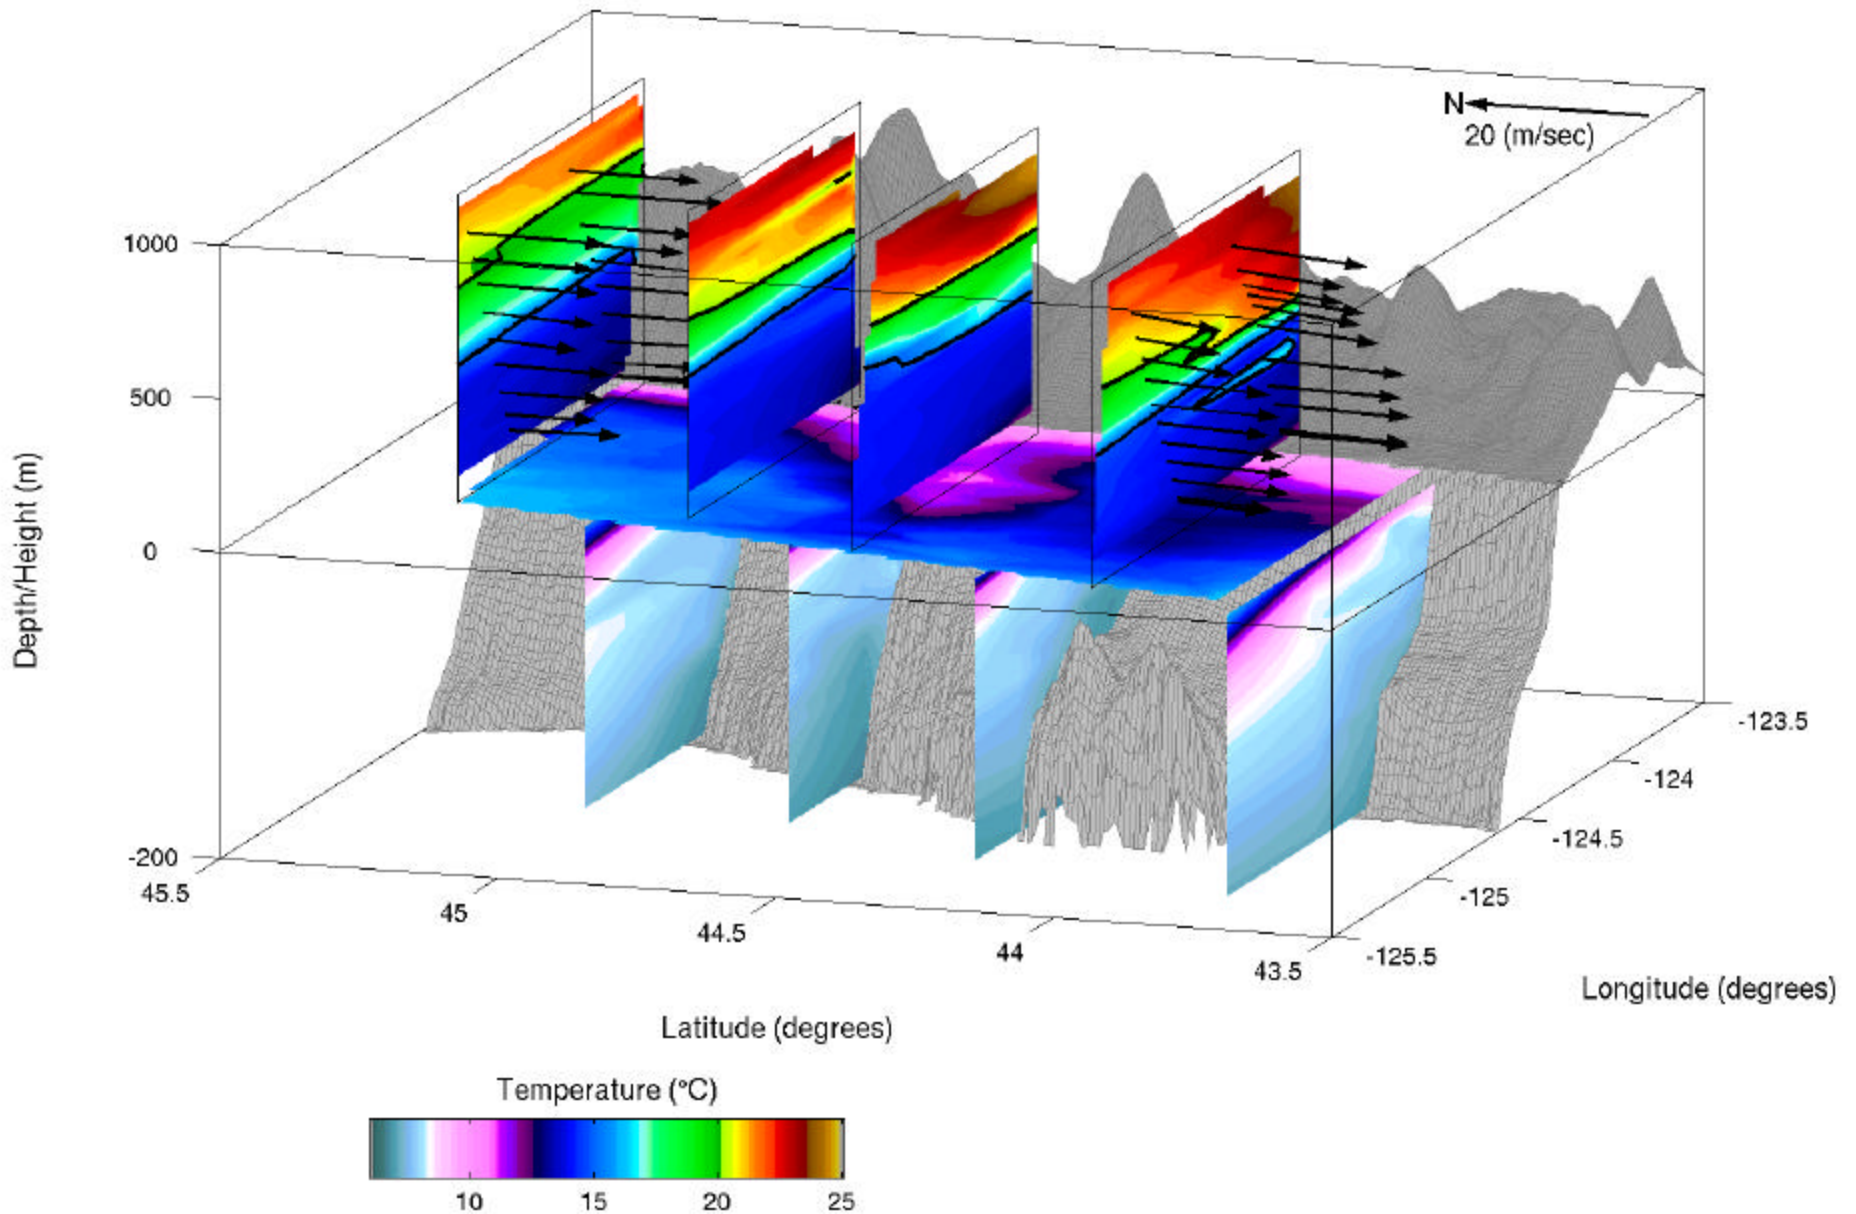 N
20 (m/sec)
1000
500
0
-200
Depth/Height (m)
45.5
45
44.5
44
43.5
Latitude (degrees)
-123.5
-124
-124.5
-125
-125.5
Longitude (degrees)
Temperature (°C)
10 15 20 25